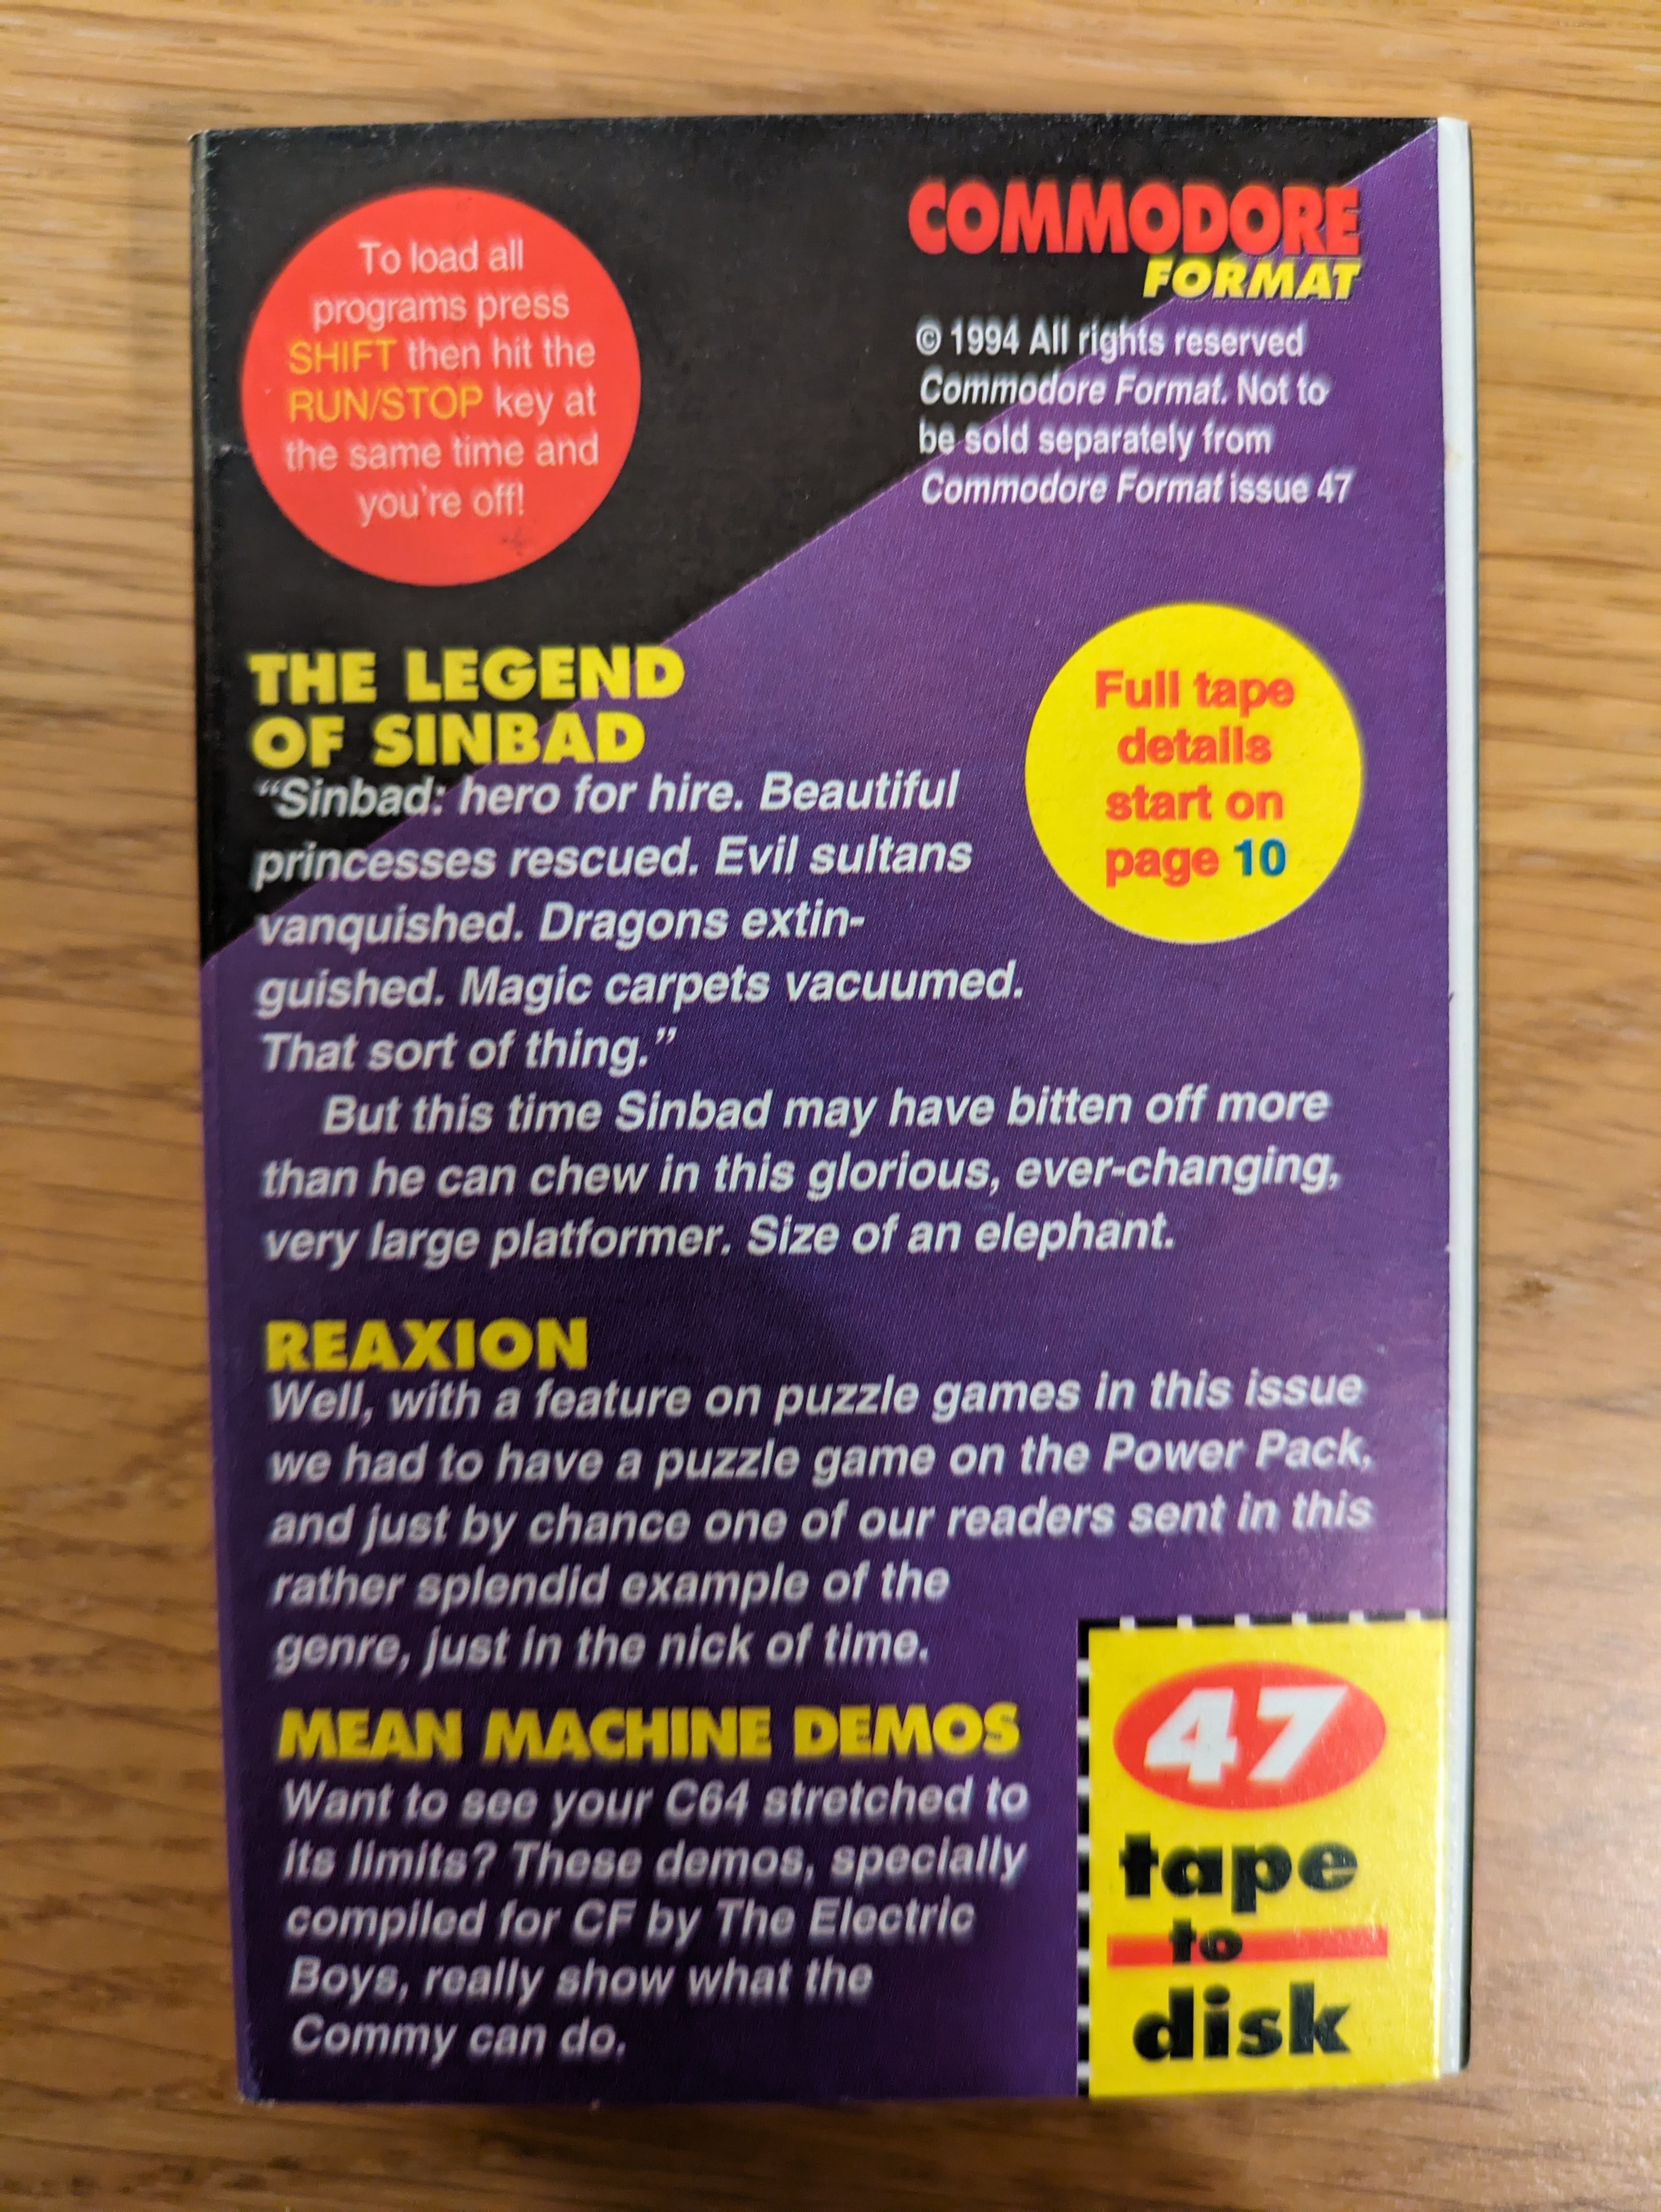 To load all
programs press
SHIFT then hit the
RUN/STOP key at
the same time and
you're off!
COMMODORE
FORMAT
© 1994 All rights reserved
Commodore Format. Not to
be sold separately from
Commodore Format issue 47
THE LEGEND
OF SINBAD
“Sinbad: hero for hire. Beautiful
princesses rescued. Evil sultans
vanquished. Dragons extin-
guished. Magic carpets vacuumed.
That sort of thing.”
But this time Sinbad may have bitten off more
than he can chew in this glorious, ever-changing,
very large platformer. Size of an elephant.
Full tape
details
start on
page 10
REAXION
Well, with a feature on puzzle games in this issue
we had to have a puzzle game on the Power Pack,
and just by chance one of our readers sent in this
rather splendid example of the
genre, just in the nick of time.
MEAN MACHINE DEMOS
Want to see your C64 stretched to
its limits? These demos, specially
compiled for CF by The Electric
Boys, really show what the
Commy can do.
47
tape
to
disk